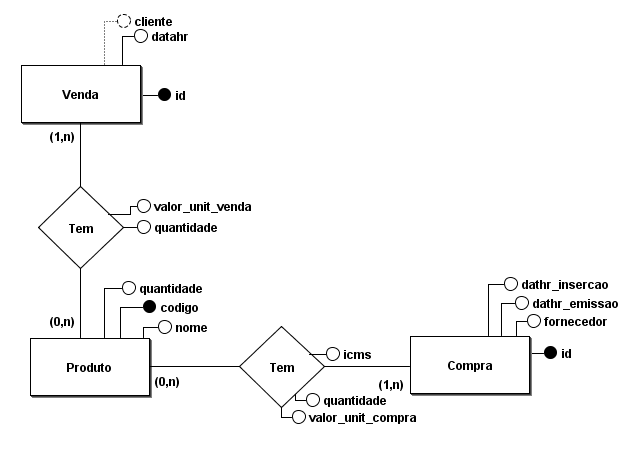 cliente
datahr
Venda
id
(1,n)
valor_unit_venda
Tem
quantidade
quantidade
codigo
(0,n)
nome
Produto
(0,n)
dathr_insercao
dathr_emissao
fornecedor
icms
id
Tem
Compra
(1,n)
quantidade
valor_unit_compra